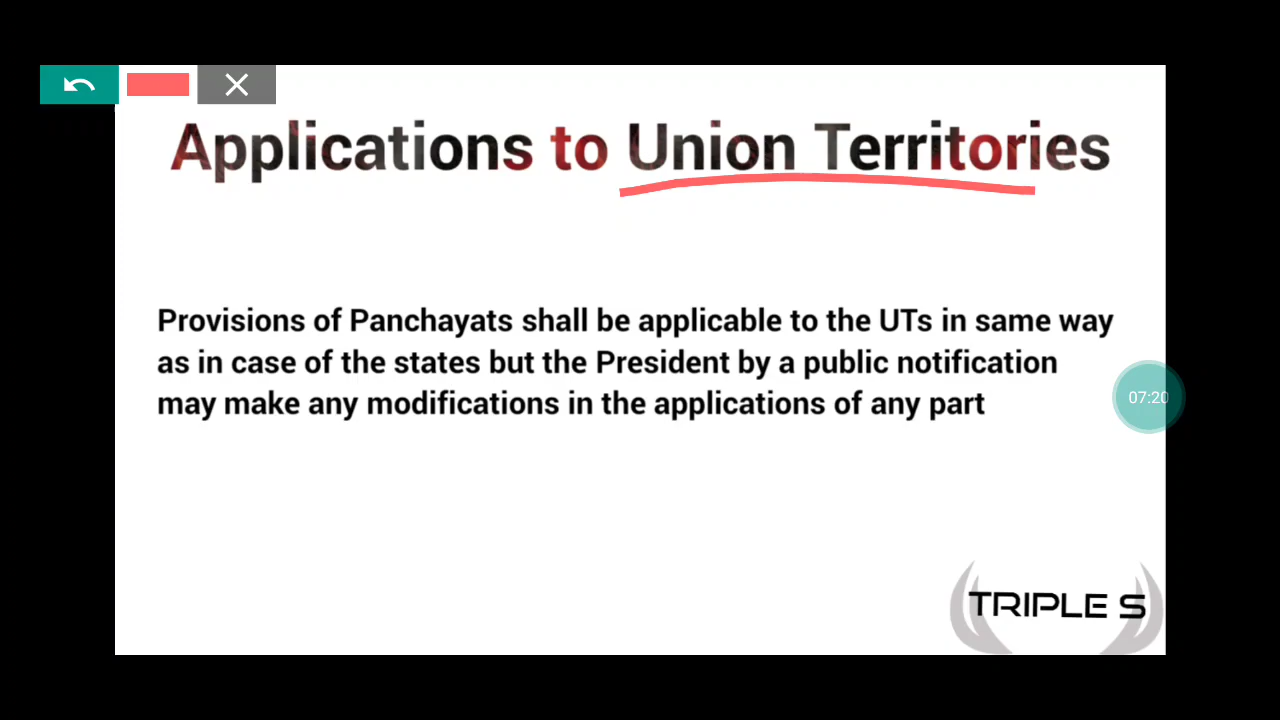 Applications to Union Territories
Provisions of Panchayats shall be applicable to the UTs in same way
as in case of the states but the President by a public notification
may make any modifications in the applications of any part
07:20
TRIPLE S